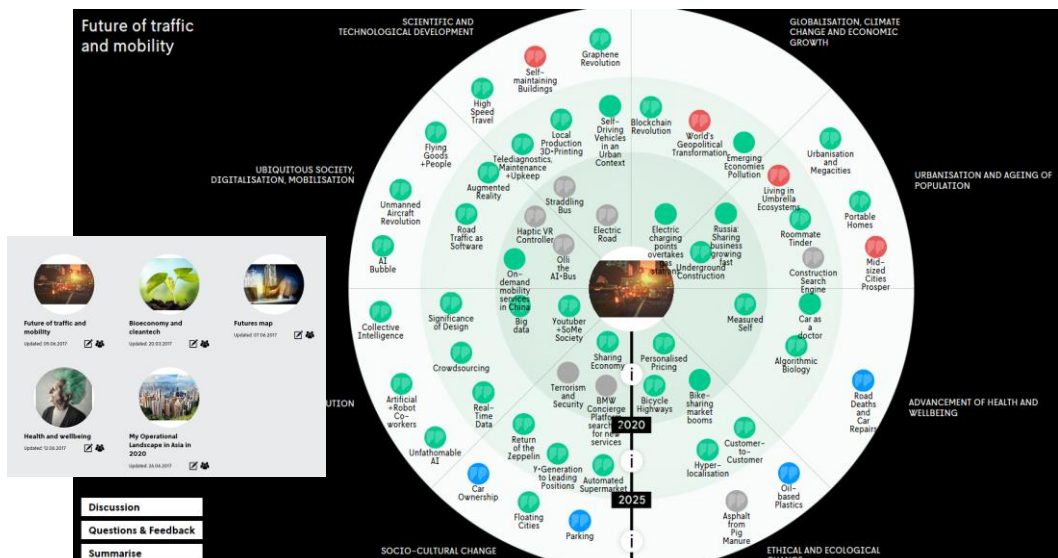 Future of traffic
and mobility
SCIENTIFIC AND
TECHNOLOGICAL DEVELOPMENT
GLOBALISATION, CLIMATE
CHANGE AND ECONOMIC
GROWTH
UBIQUITOUS SOCIETY,
DIGITALISATION, MOBILISATION
URBANISATION AND AGEING OF
POPULATION
ADVANCEMENT OF HEALTH AND
WELLBEING
SOCIO-CULTURAL CHANGE
ETHICAL AND ECOLOGICAL
Graphene
Revolution
Self-
maintaining
Buildings
High
Speed
Travel
Flying
Goods
+People
Local
Production
3D-Printing
Self-
Driving
Vehicles
in an
Urban
Context
Blockchain
Revolution
World's
Geopolitical
Transformation
Emerging
Economies
Pollution
Urbanisation
and
Megacities
Telediagnostics,
Maintenance
+Upkeep
Augmented
Reality
Unmanned
Aircraft
Revolution
Road
Traffic as
Software
Straddling
Bus
Haptic VR
Controller
Electric
Road
Electric
charging
points
overtakes
gas
stations
Russia:
Sharing
business
growing
fast
Living in
Umbrella
Ecosystems
Roommate
Tinder
Portable
Homes
Mid-
sized
Cities
Prosper
AI
Bubble
On-
demand
mobility
services
in China
Olli
the
AI-Bus
Underground
Construction
Construction
Search
Engine
Collective
Intelligence
Significance
of Design
Big
data
Youtuber
+SoMe
Society
Measured
Self
Car as
a
doctor
Crowdsourcing
Sharing
Economy
Personalised
Pricing
Algorithmic
Biology
Artificial
+Robot
Co-
workers
Real-
Time
Data
Terrorism
and
Security
BMW
Concierge
Platform
search
for new
services
Bicycle
Highways
Bike-
sharing
market
booms
Road
Deaths
and
Car
Repairs
Unfathomable
AI
Return
of the
Zeppelin
Y-Generation
to Leading
Positions
Automated
Supermarket
Hyper-
localisation
Customer-
to-
Customer
Car
Ownership
Floating
Cities
Parking
Oil-
based
Plastics
Asphalt
from
Pig
Manure
i
2020
i
2025
i
Future of traffic and
mobility
Updated: 09.06.2017
Bioeconomy and
cleantech
Updated: 20.03.2017
Futures map
Updated: 07.06.2017
Health and wellbeing
Updated: 12.06.2017
My Operational
Landscape in Asia in
2020
Updated: 26.06.2017
Discussion
Questions & Feedback
Summarise